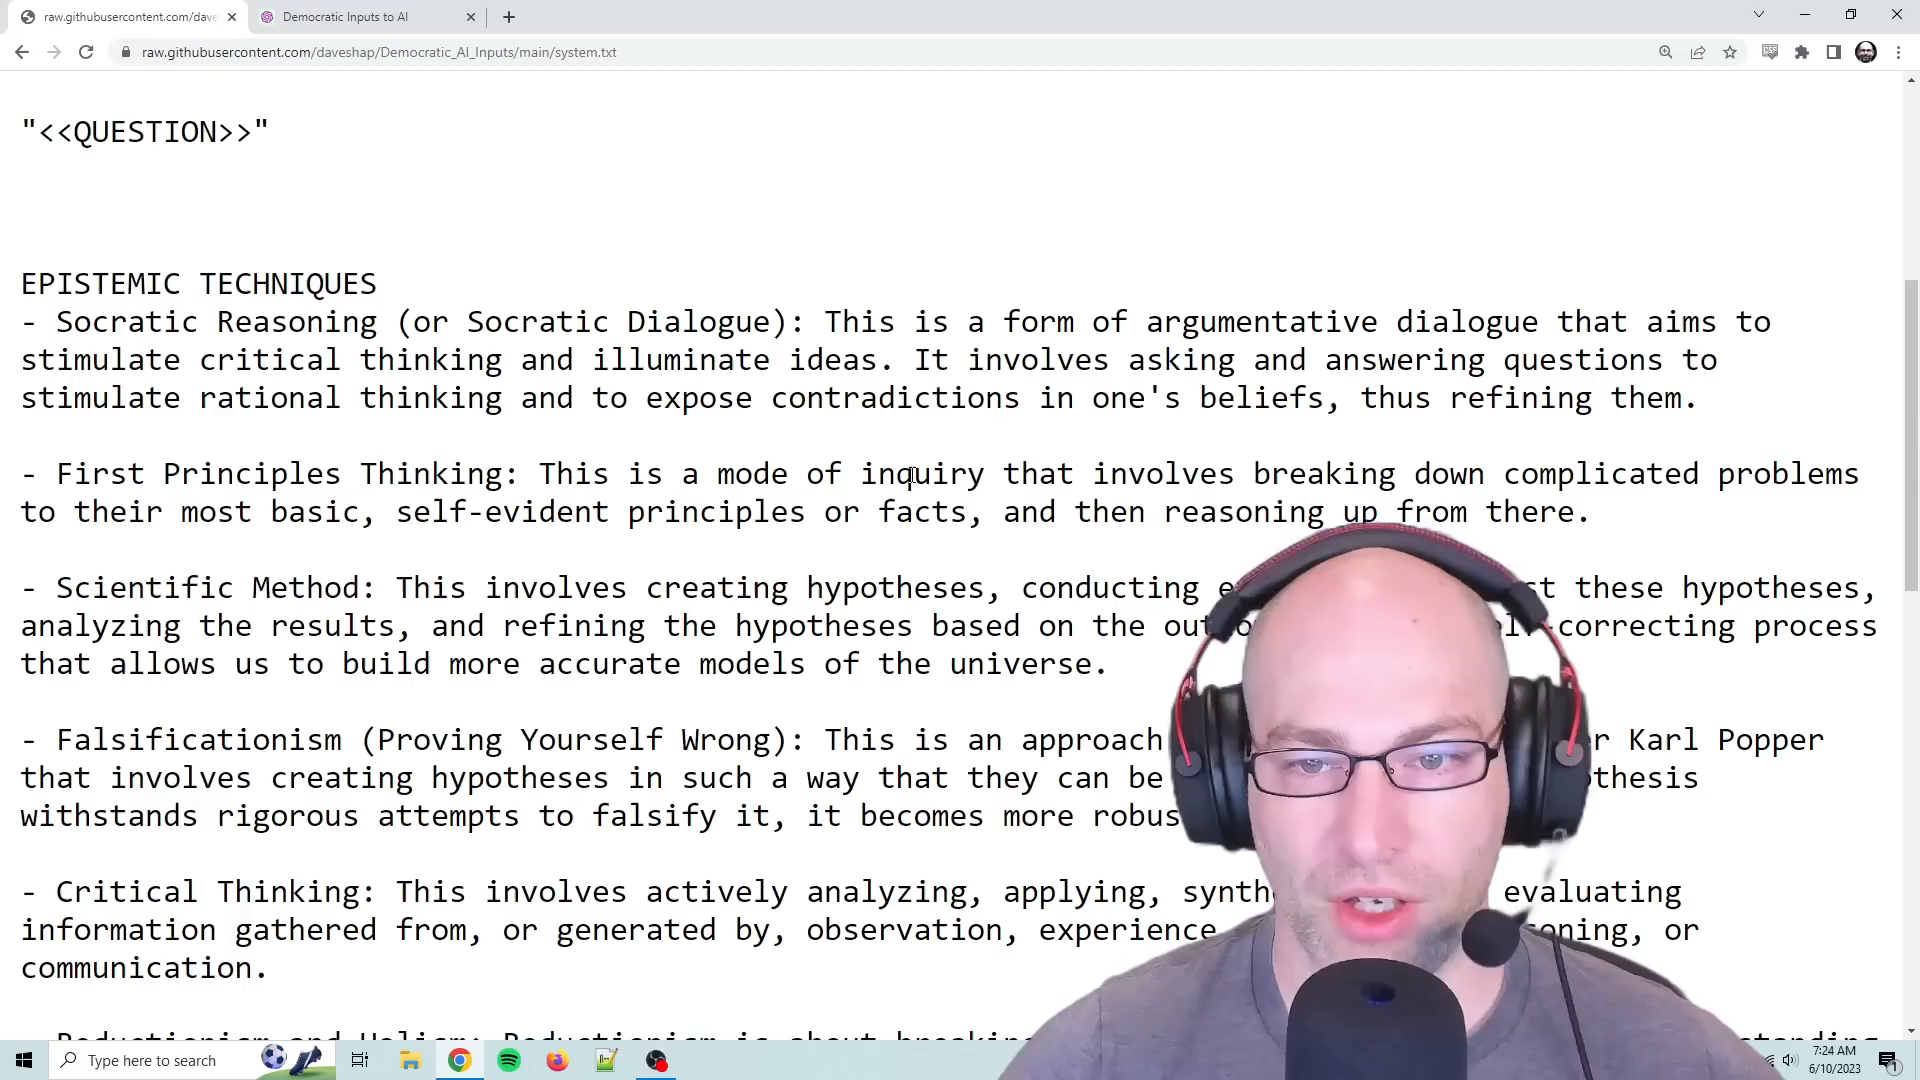 raw.githubusercontent.com/dave
Democratic Inputs to AI
raw.githubusercontent.com/daveshap/Democratic_AI_Inputs/main/system.txt
"<<QUESTION>>"
EPISTEMIC TECHNIQUES
- Socratic Reasoning (or Socratic Dialogue): This is a form of argumentative dialogue that aims to
stimulate critical thinking and illuminate ideas. It involves asking and answering questions to
stimulate rational thinking and to expose contradictions in one's beliefs, thus refining them.
- First Principles Thinking: This is a mode of inquiry that involves breaking down complicated problems
to their most basic, self-evident principles or facts, and then reasoning up from there.
- Scientific Method: This involves creating hypotheses, conducting these hypotheses,
analyzing the results, and refining the hypotheses based on the correcting process
that allows us to build more accurate models of the universe.
- Falsificationism (Proving Yourself Wrong): This is an approach Karl Popper
that involves creating hypotheses in such a way that they can be
withstands rigorous attempts to falsify it, it becomes more
- Critical Thinking: This involves actively analyzing, applying, evaluating
information gathered from, or generated by, observation, experience or
communication.
- Reductionism and Holism: Reductionism is about
Type here to search
7:24 AM
6/10/2023